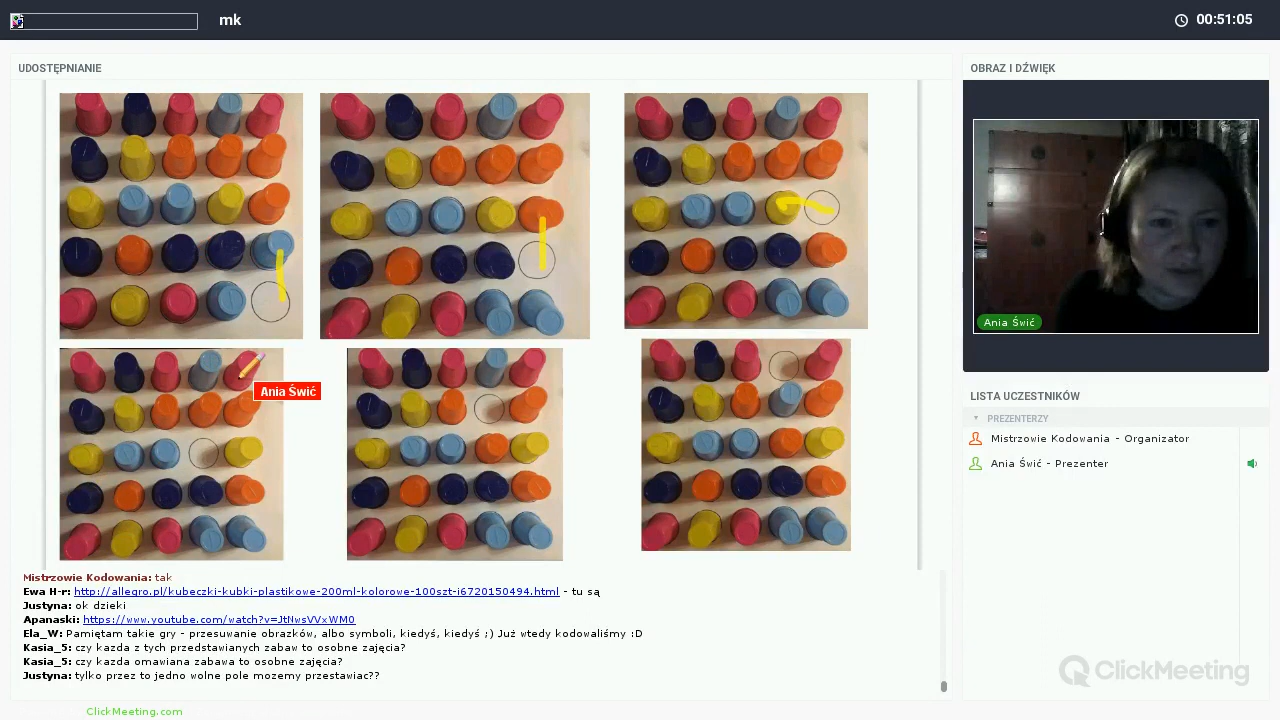 mk
00:51:05
UDOSTĘPNIANIE
OBRAZ I DŹWIĘK
Ania Świć
Ania Świć
LISTA UCZESTNIKÓW
PREZENTERZY
Mistrzowie Kodowania - Organizator
Ania Świć - Prezenter
Mistrzowie Kodowania: tak
Ewa H-r: http://allegro.pl/kubeczki-kubki-plastikowe-200ml-kolorowe-100szt-i6720150494.html - tu są
Justyna: ok dzieki
Apanaski: https://www.youtube.com/watch?v=JtNwsVVxWM0
Ela_W: Pamiętam takie gry - przesuwanie obrazków, albo symboli, kiedyś, kiedyś ;) Już wtedy kodowaliśmy :D
Kasia_5: czy kazda z tych przedstawianych zabaw to osobne zajęcia?
Kasia_5: czy kazda omawiana zabawa to osobne zajęcia?
Justyna: tylko przez to jedno wolne pole mozemy przestawiac??
ClickMeeting
ClickMeeting.com